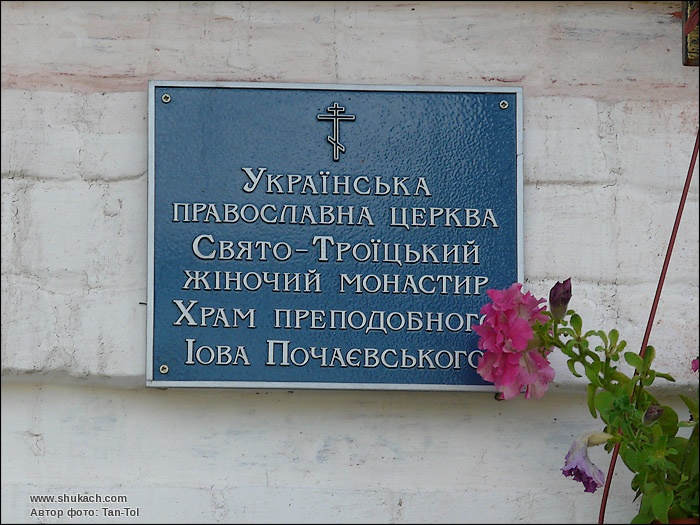 Українська
православна церква
Свято-Троїцький
жіночий монастир
Храм преподобного
Іова Почаєвського
www.shukach.com
Автор фото: Tan-Tol